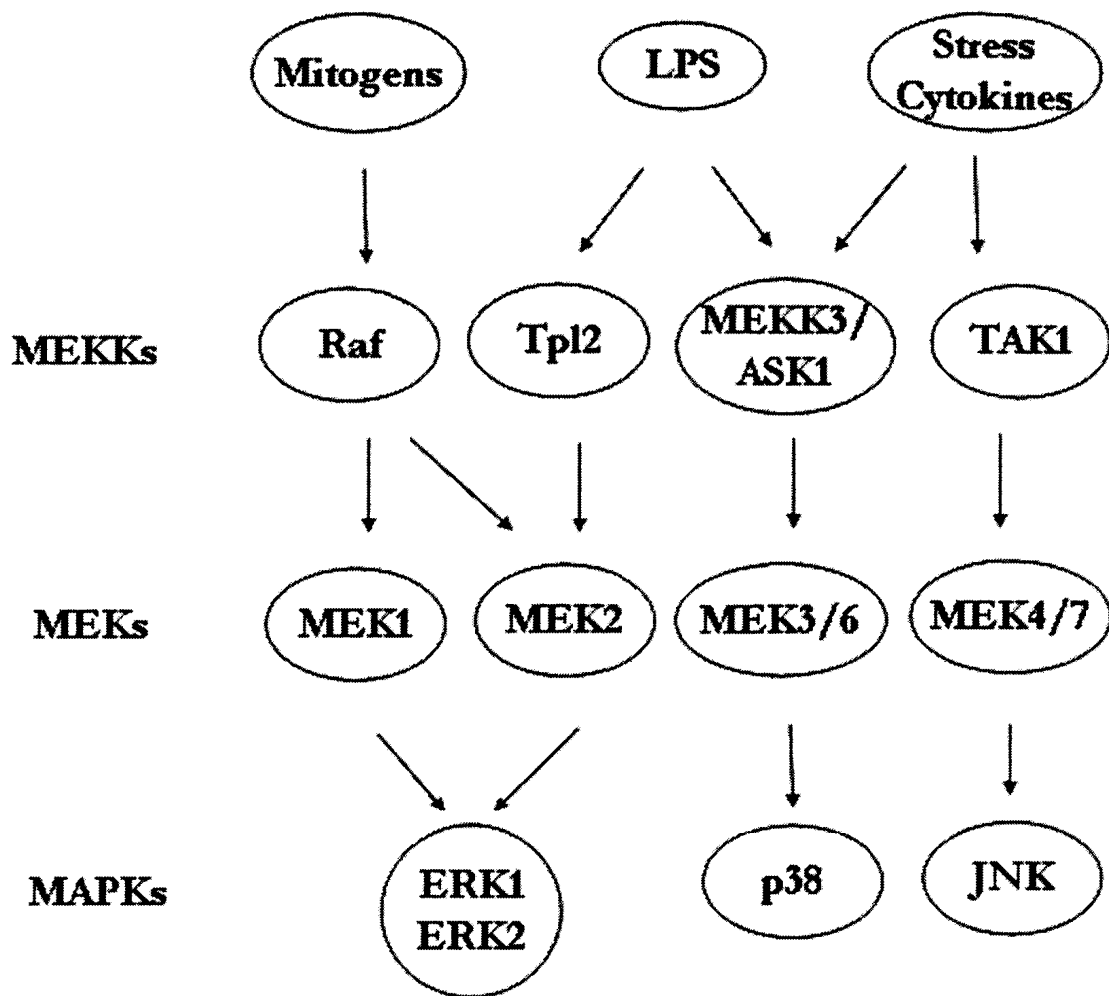 Mitogens
LPS
Stress
Cytokines
MEKKs
Raf
Tpl2
MEKK3/
ASK1
TAK1
MEKs
MEK1
MEK2
MEK3/6
MEK4/7
MAPKs
ERK1
ERK2
p38
JNK